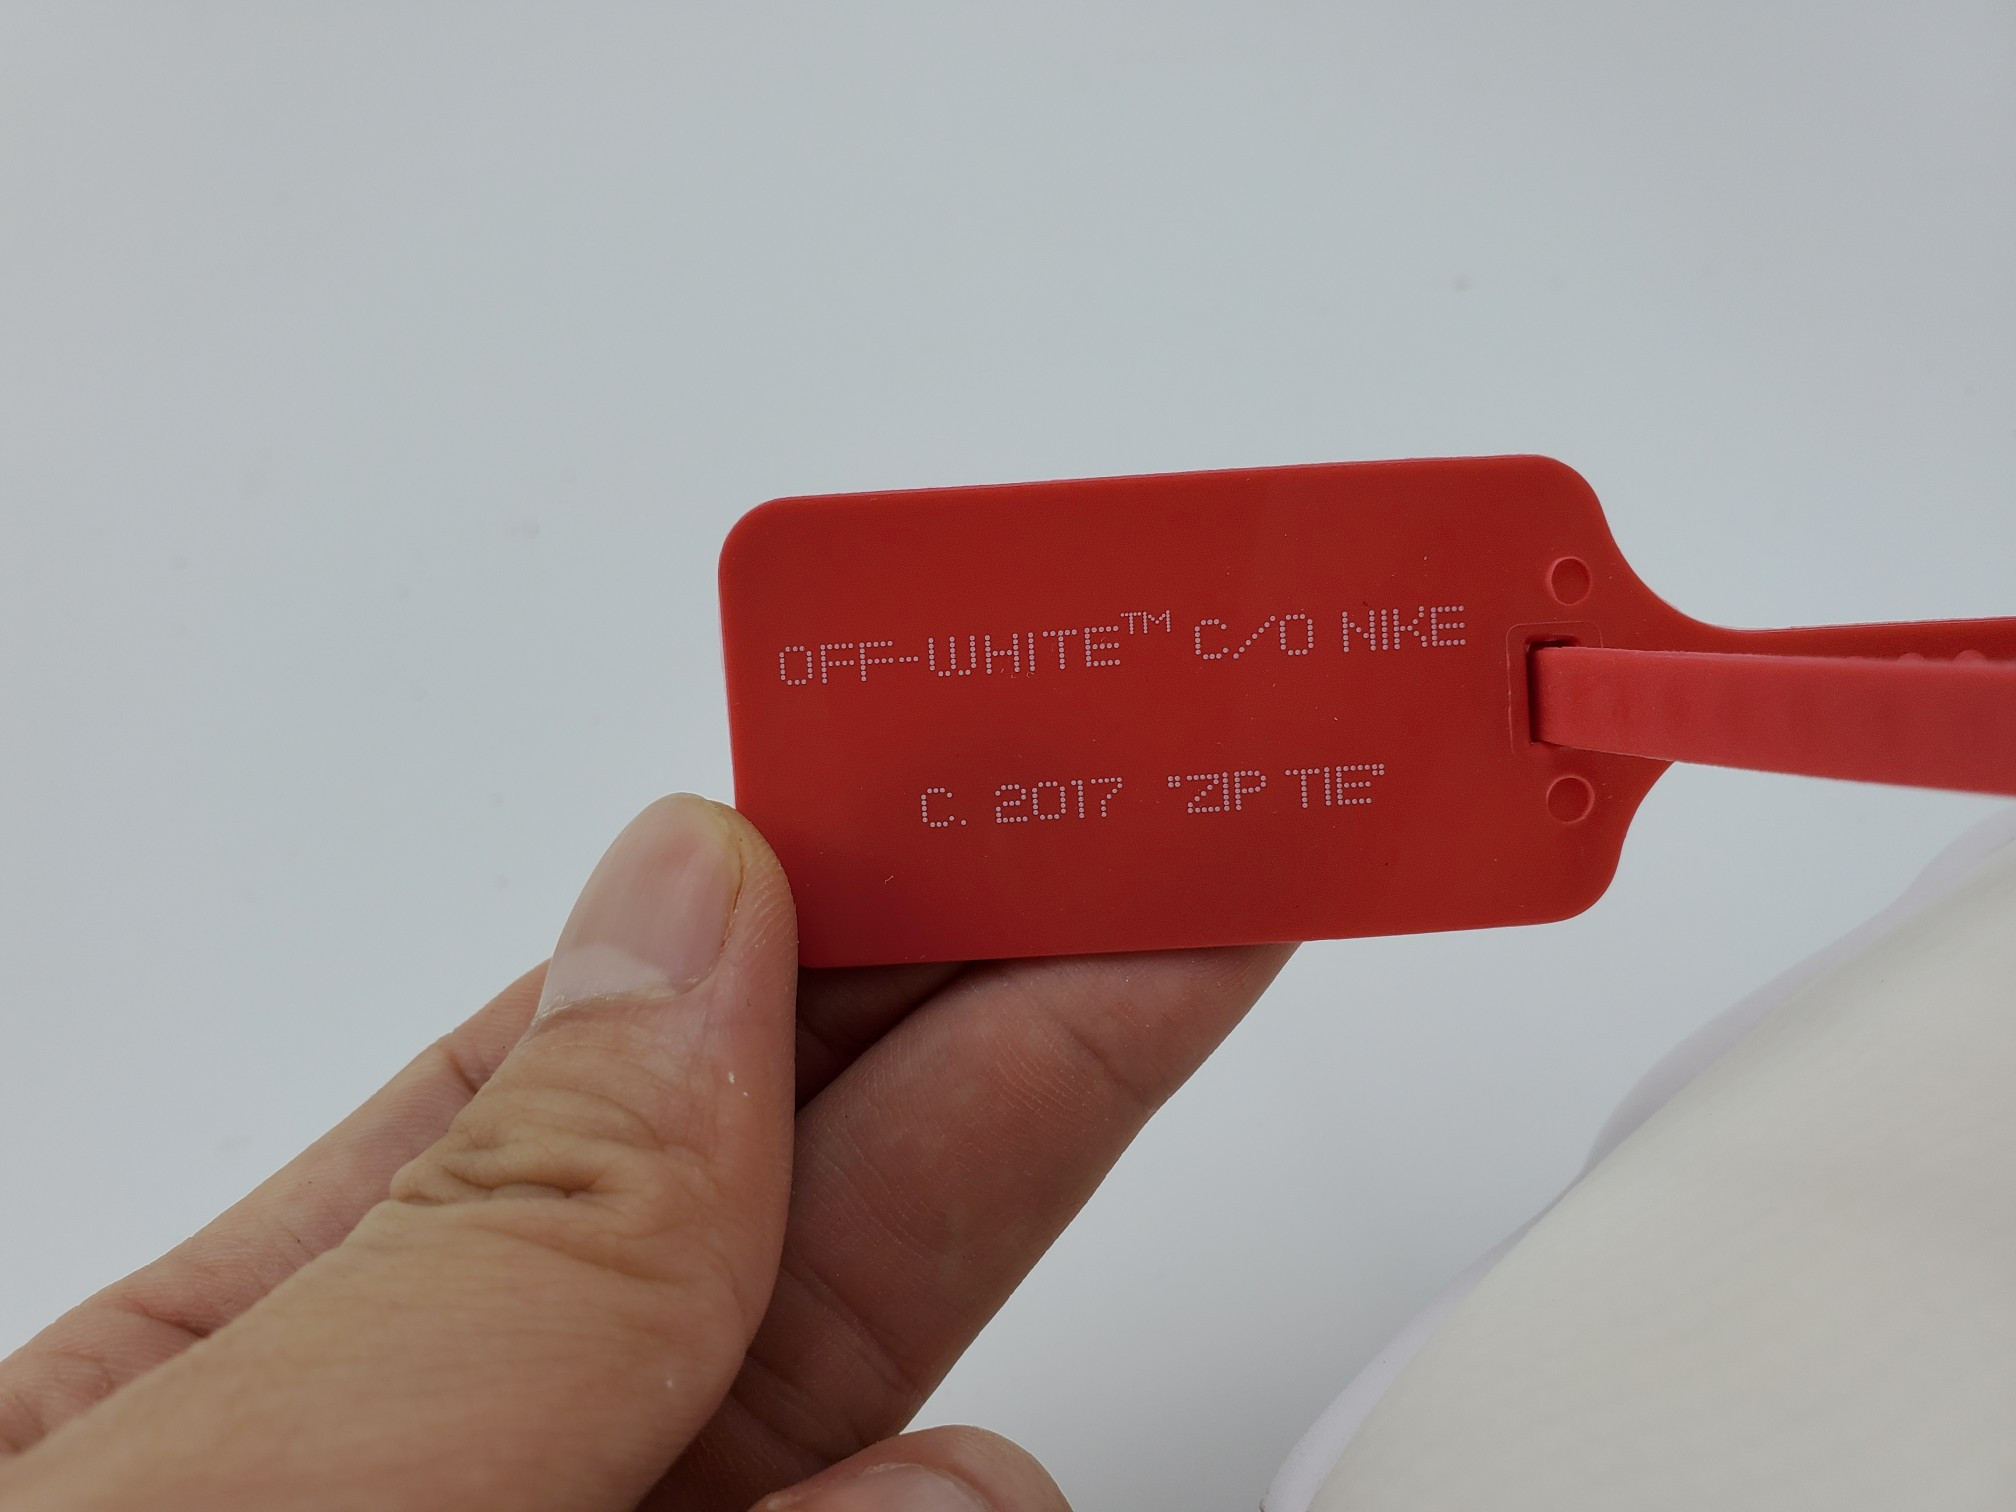 OFF-WHITE™ C/O NIKE
C. 2017 "ZIP TIE"